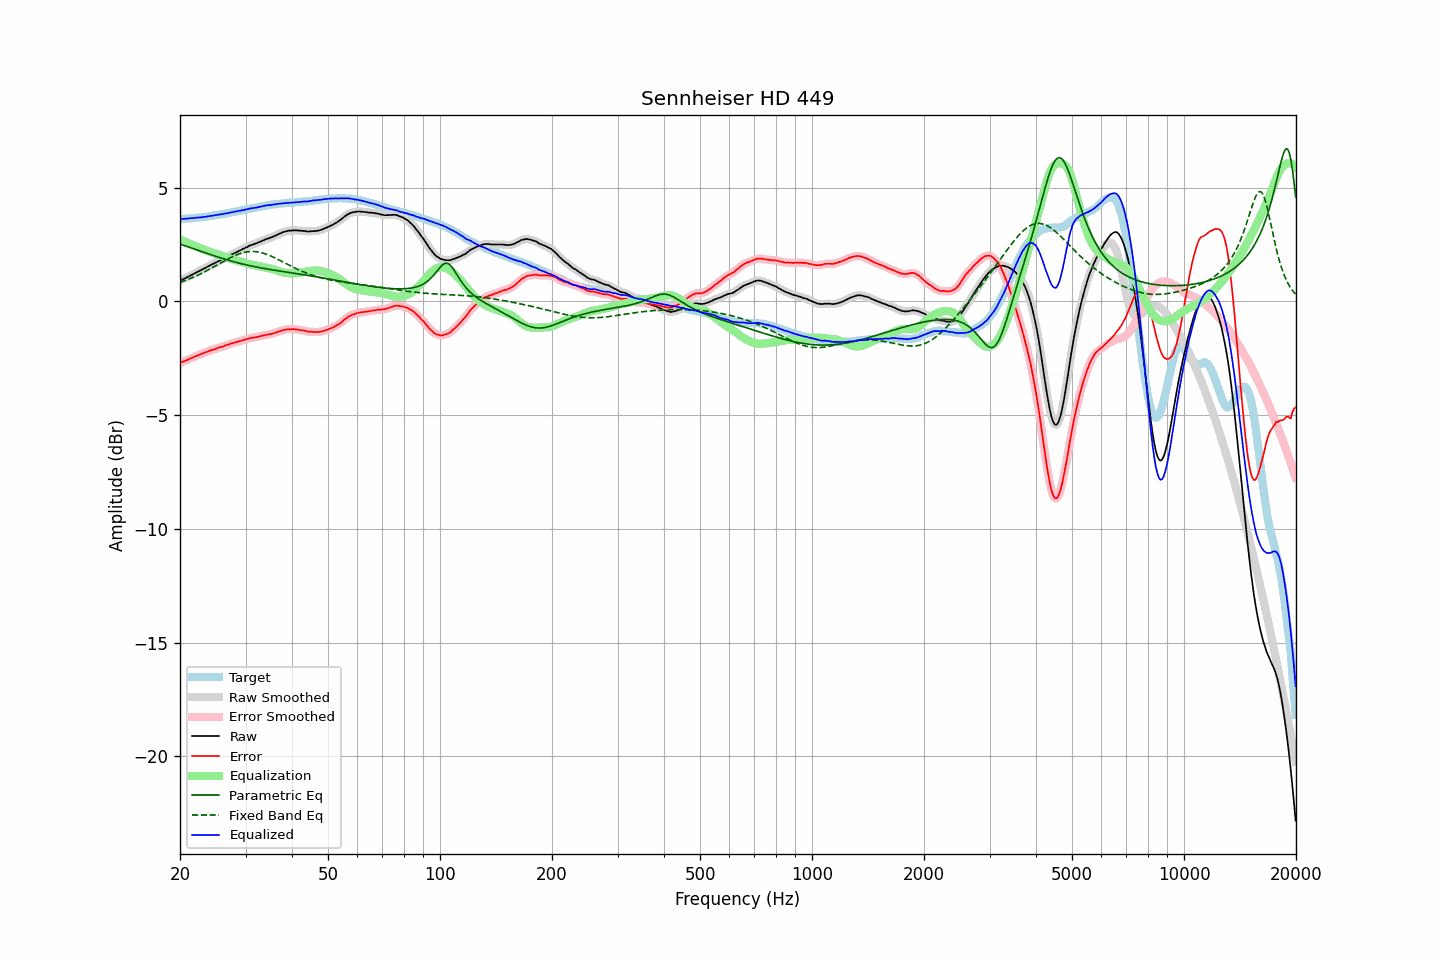 Sennheiser HD 449
5
0
−5
−10
−15
−20
Amplitude (dBr)
Target
Raw Smoothed
Error Smoothed
Raw
Error
Equalization
Parametric Eq
Fixed Band Eq
Equalized
20 50 100 200 500 1000 2000 5000 10000 20000
Frequency (Hz)